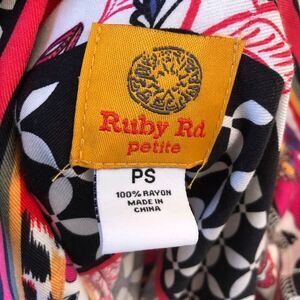 Ruby Rd
petite
PS
100% RAYON
MADE IN
CHINA